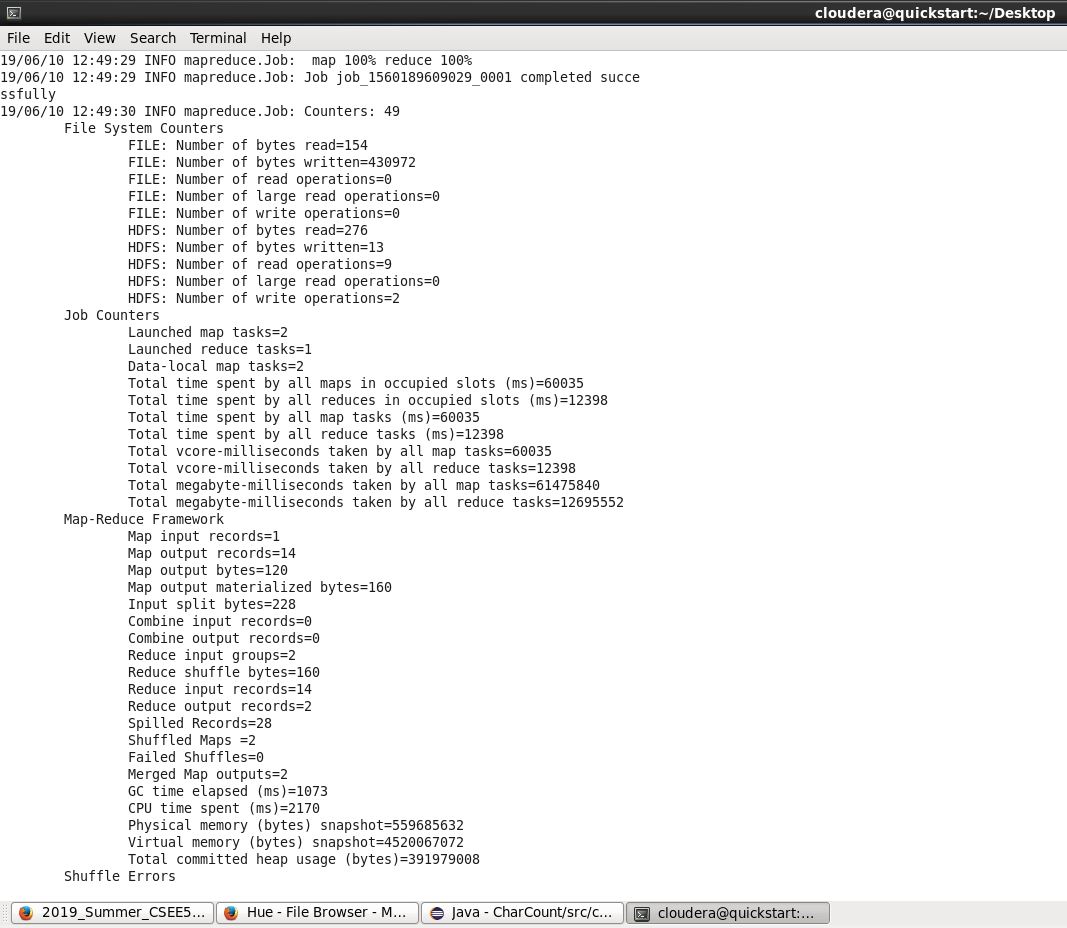 cloudera@quickstart:~/Desktop
File Edit View Search Terminal Help
19/06/10 12:49:29 INFO mapreduce.Job:  map 100% reduce 100%
19/06/10 12:49:29 INFO mapreduce.Job: Job job_1560189609029_0001 completed succe
ssfully
19/06/10 12:49:30 INFO mapreduce.Job: Counters: 49
File System Counters
FILE: Number of bytes read=154
FILE: Number of bytes written=430972
FILE: Number of read operations=0
FILE: Number of large read operations=0
FILE: Number of write operations=0
HDFS: Number of bytes read=276
HDFS: Number of bytes written=13
HDFS: Number of read operations=9
HDFS: Number of large read operations=0
HDFS: Number of write operations=2
Job Counters
Launched map tasks=2
Launched reduce tasks=1
Data-local map tasks=2
Total time spent by all maps in occupied slots (ms)=60035
Total time spent by all reduces in occupied slots (ms)=12398
Total time spent by all map tasks (ms)=60035
Total time spent by all reduce tasks (ms)=12398
Total vcore-milliseconds taken by all map tasks=60035
Total vcore-milliseconds taken by all reduce tasks=12398
Total megabyte-milliseconds taken by all map tasks=61475840
Total megabyte-milliseconds taken by all reduce tasks=12695552
Map-Reduce Framework
Map input records=1
Map output records=14
Map output bytes=120
Map output materialized bytes=160
Input split bytes=228
Combine input records=0
Combine output records=0
Reduce input groups=2
Reduce shuffle bytes=160
Reduce input records=14
Reduce output records=2
Spilled Records=28
Shuffled Maps =2
Failed Shuffles=0
Merged Map outputs=2
GC time elapsed (ms)=1073
CPU time spent (ms)=2170
Physical memory (bytes) snapshot=559685632
Virtual memory (bytes) snapshot=4520067072
Total committed heap usage (bytes)=391979008
Shuffle Errors
2019_Summer_CSEE5... Hue - File Browser - M... Java - CharCount/src/c... cloudera@quickstart:...